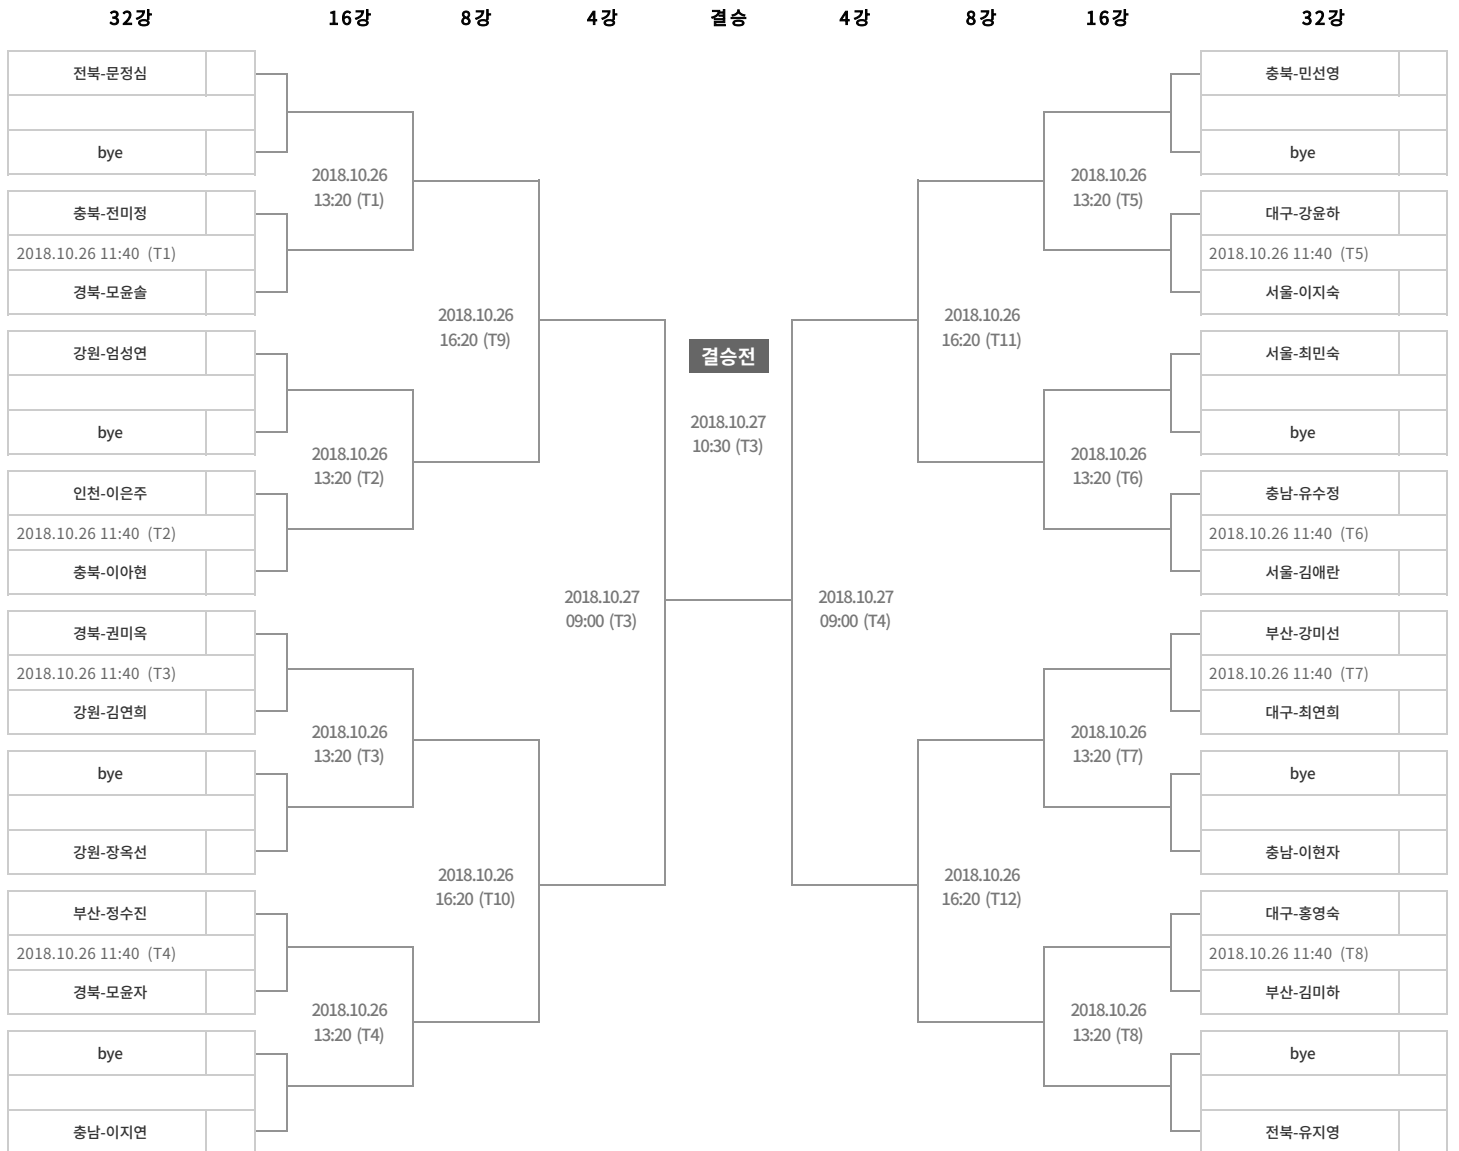 32강 16강 8강 4강 결승 4강 8강 16강 32강
전북-문정심
bye
충북-전미정
2018.10.26 11:40 (T1)
경북-모윤솔
강원-엄성연
bye
인천-이은주
2018.10.26 11:40 (T2)
충북-이아현
경북-권미옥
2018.10.26 11:40 (T3)
강원-김연희
bye
강원-장옥선
부산-정수진
2018.10.26 11:40 (T4)
경북-모윤자
bye
충남-이지연
2018.10.26
13:20 (T1)
2018.10.26
13:20 (T2)
2018.10.26
13:20 (T3)
2018.10.26
13:20 (T4)
2018.10.26
16:20 (T9)
2018.10.26
16:20 (T10)
2018.10.27
09:00 (T3)
결승전
2018.10.27
10:30 (T3)
2018.10.27
09:00 (T4)
2018.10.26
16:20 (T11)
2018.10.26
16:20 (T12)
2018.10.26
13:20 (T5)
2018.10.26
13:20 (T6)
2018.10.26
13:20 (T7)
2018.10.26
13:20 (T8)
충북-민선영
bye
대구-강윤하
2018.10.26 11:40 (T5)
서울-이지숙
서울-최민숙
bye
충남-유수정
2018.10.26 11:40 (T6)
서울-김애란
부산-강미선
2018.10.26 11:40 (T7)
대구-최연희
bye
충남-이현자
대구-홍영숙
2018.10.26 11:40 (T8)
부산-김미하
bye
전북-유지영